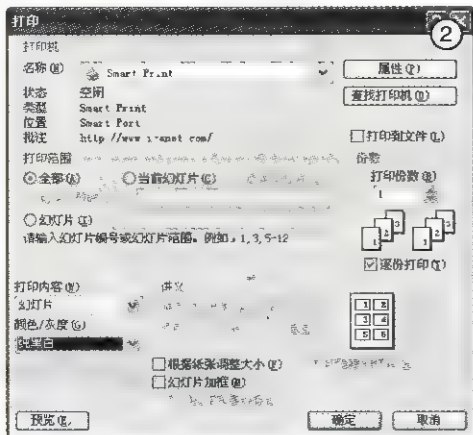 打印
②
打印机
名称(N)
Smart Print
属性(P)
状态
空闲
查找打印机(D)
类型
Smart Print
位置
Smart Port
批注
打印到文件(L)
打印范围
份数
全部(A)
当前幻灯片(C)
打印份数(R)
1
幻灯片(I)
请输入幻灯片编号或幻灯片范围。例如，1,3,5-12
逐份打印(T)
打印内容(W)
讲义
幻灯片
颜色/灰度(G)
纯黑白
1 2
3 4
5 6
根据纸张调整大小(F)
幻灯片加框(M)
预览(E)
确定
取消